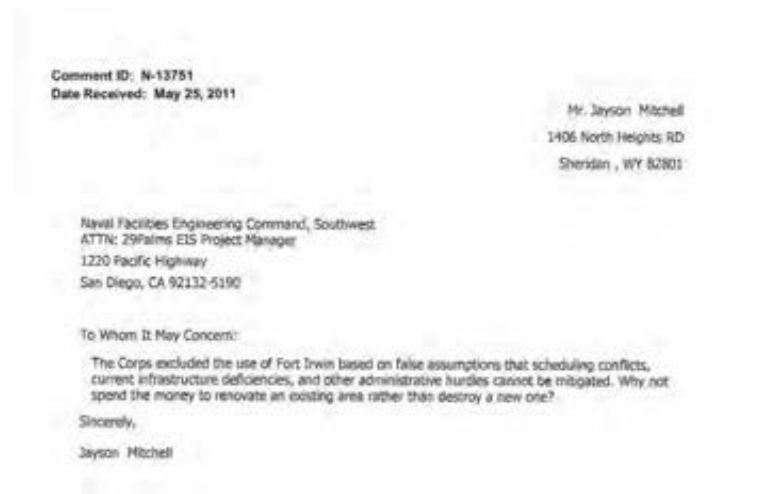 Comment ID: N-13751
Date Received: May 25, 2011
Mr. Jayson Mitchell
1406 North Heights RD
Sheridan , WY 82801
Naval Facilities Engineering Command, Southwest
ATTN: 29Palms EIS Project Manager
1220 Pacific Highway
San Diego, CA 92132-5190
To Whom It May Concern:
The Corps excluded the use of Fort Irwin based on false assumptions that scheduling conflicts,
current infrastructure deficiencies, and other administrative hurdles cannot be mitigated. Why not
spend the money to renovate an existing area rather than destroy a new one?
Sincerely,
Jayson Mitchell